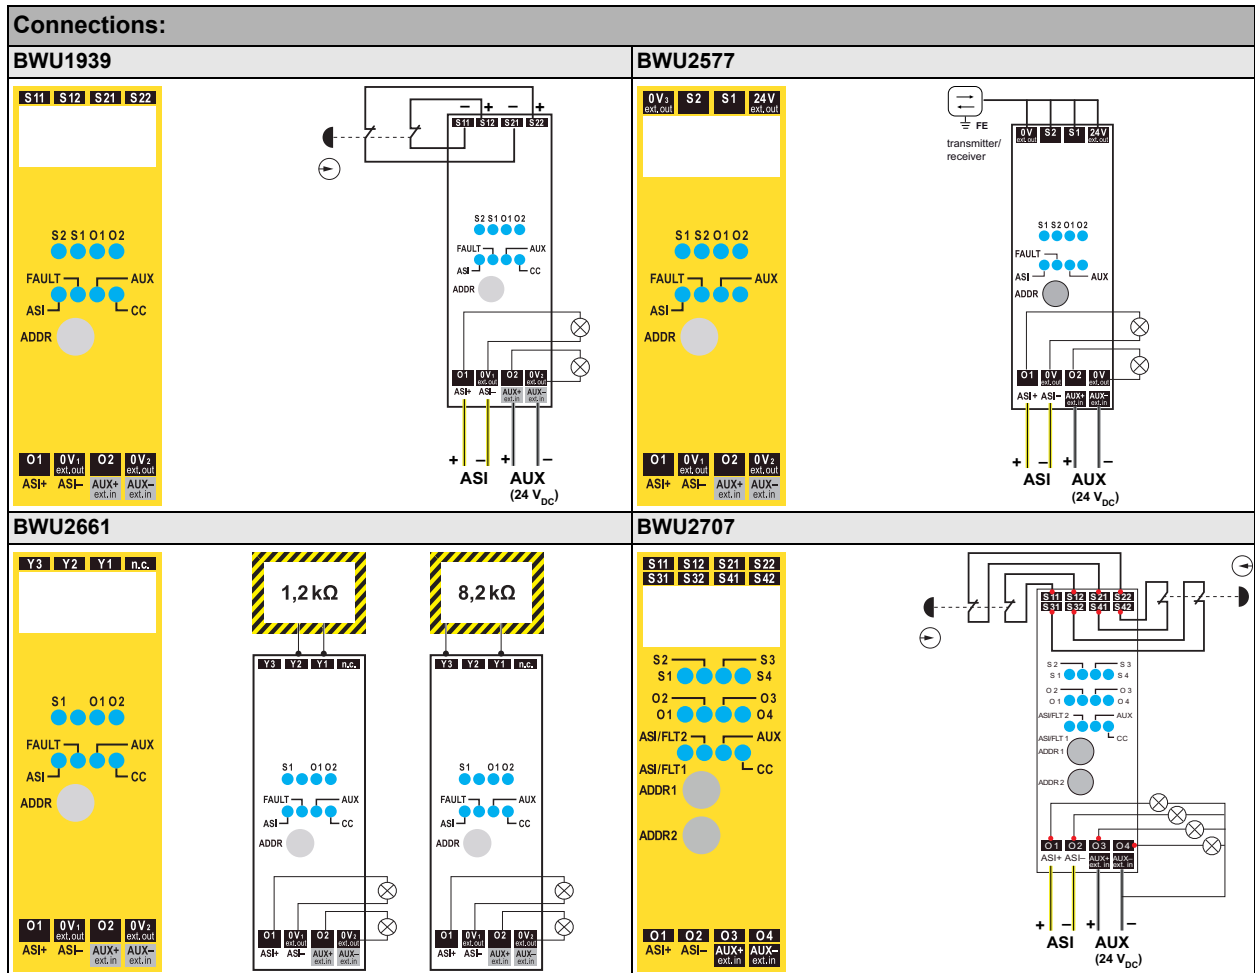 Connections:
BWU1939
BWU2577
S11 S12 S21 S22
S2 S1 O1 O2
FAULT
AUX
ASI
CC
ADDR
O1 0V1 ext.out O2 0V2 ext.out
ASI+ ASI– AUX+ ext.in AUX– ext.in
– + – +
S11 S12 S21 S22
S2 S1 O1 O2
FAULT
AUX
ASI
CC
ADDR
O1 0V1 ext.out O2 0V2 ext.out
ASI+ ASI– AUX+ ext.in AUX– ext.in
+ – + –
ASI AUX
(24 VDC)
0V3 ext.out S2 S1 24V ext.out
S1 S2 O1 O2
FAULT
AUX
ASI
ADDR
O1 0V1 ext.out O2 0V2 ext.out
ASI+ ASI– AUX+ ext.in AUX– ext.in
FE
transmitter/
receiver
0V ext.out S2 S1 24V ext.out
S1 S2 O1 O2
FAULT
ASI
AUX
ADDR
O1 0V ext.out O2 0V ext.out
ASI+ ASI– AUX+ ext.in AUX– ext.in
+ – + –
ASI AUX
(24 VDC)
BWU2661
BWU2707
Y3 Y2 Y1 n.c.
S1 O1 O2
FAULT
AUX
ASI
CC
ADDR
O1 0V1 ext.out O2 0V2 ext.out
ASI+ ASI– AUX+ ext.in AUX– ext.in
1,2 kΩ
Y3 Y2 Y1 n.c.
S1 O1 O2
FAULT
AUX
ASI
CC
ADDR
O1 0V1 ext.out O2 0V2 ext.out
ASI+ ASI– AUX+ ext.in AUX– ext.in
8,2 kΩ
Y3 Y2 Y1 n.c.
S1 O1 O2
FAULT
AUX
ASI
CC
ADDR
O1 0V1 ext.out O2 0V2 ext.out
ASI+ ASI– AUX+ ext.in AUX– ext.in
S11 S12 S21 S22
S31 S32 S41 S42
S2 S3
S1 S4
O2 O3
O1 O4
ASI/FLT2 AUX
ASI/FLT1 CC
ADDR1
ADDR2
O1 O2 O3 O4
ASI+ ASI– AUX+ ext.in AUX– ext.in
S11 S12 S21 S22
S31 S32 S41 S42
S2 S3
S1 S4
O2 O3
O1 O4
ASI/FLT2 AUX
ASI/FLT1 CC
ADDR1
ADDR2
O1 O2 O3 O4
ASI+ ASI– AUX+ ext. in AUX– ext. in
+ – + –
ASI AUX
(24 VDC)